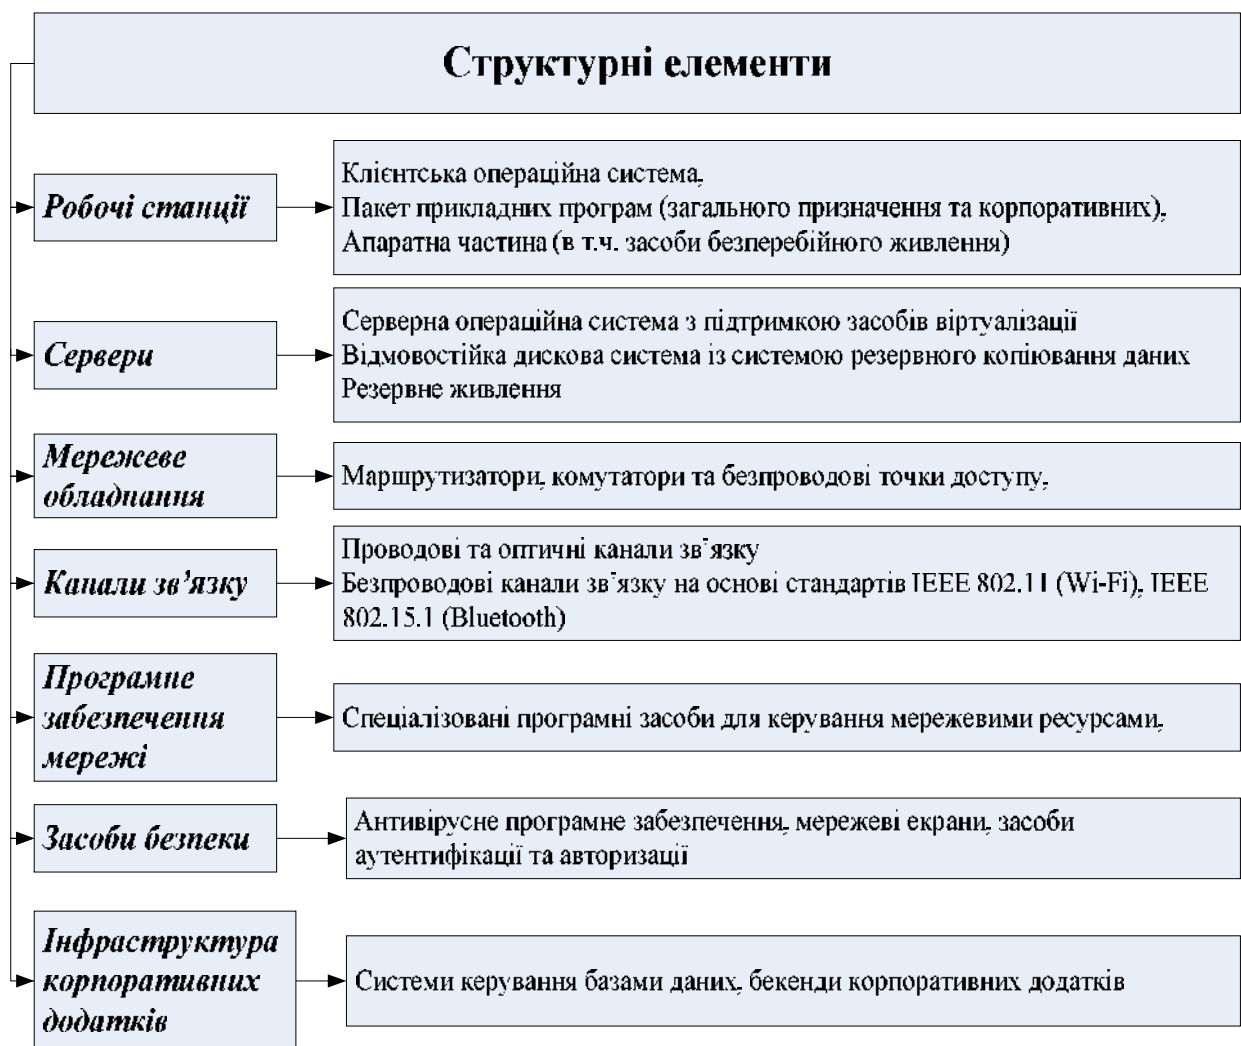 Структурні елементи
Робочі станції
Клієнтська операційна система,
Пакет прикладних програм (загального призначення та корпоративних),
Апаратна частина (в т.ч. засоби безперебійного живлення)
Сервери
Серверна операційна система з підтримкою засобів віртуалізації
Відмовостійка дискова система із системою резервного копіювання даних
Резервне живлення
Мережеве
обладнання
Маршрутизатори, комутатори та безпроводові точки доступу,
Канали зв’язку
Проводові та оптичні канали зв’язку
Безпроводові канали зв’язку на основі стандартів IEEE 802.11 (Wi-Fi), IEEE
802.15.1 (Bluetooth)
Програмне
забезпечення
мережі
Спеціалізовані програмні засоби для керування мережевими ресурсами,
Засоби безпеки
Антивірусне програмне забезпечення, мережеві екрани, засоби
аутентифікації та авторизації
Інфраструктура
корпоративних
додатків
Системи керування базами даних, бекенди корпоративних додатків